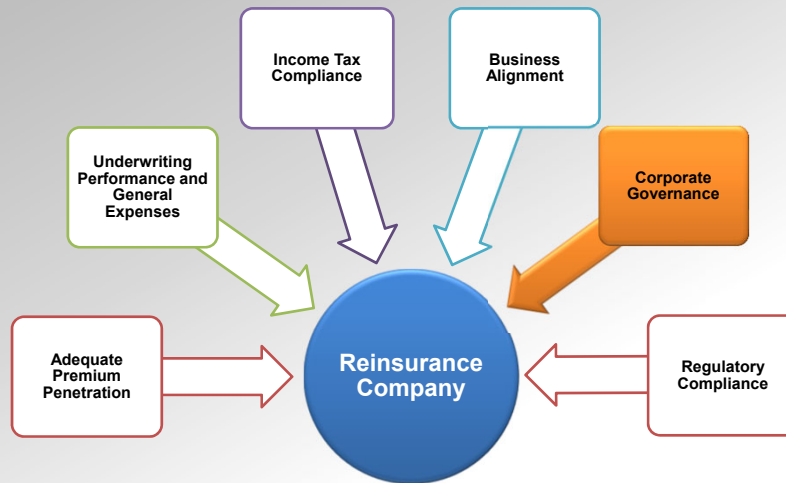 Income Tax
Compliance
Business
Alignment
Underwriting
Performance and
General
Expenses
Corporate
Governance
Adequate
Premium
Penetration
Reinsurance
Company
Regulatory
Compliance